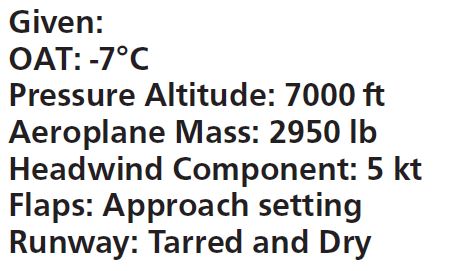 Given:
OAT: -7°C
Pressure Altitude: 7000 ft
Aeroplane Mass: 2950 lb
Headwind Component: 5 kt
Flaps: Approach setting
Runway: Tarred and Dry